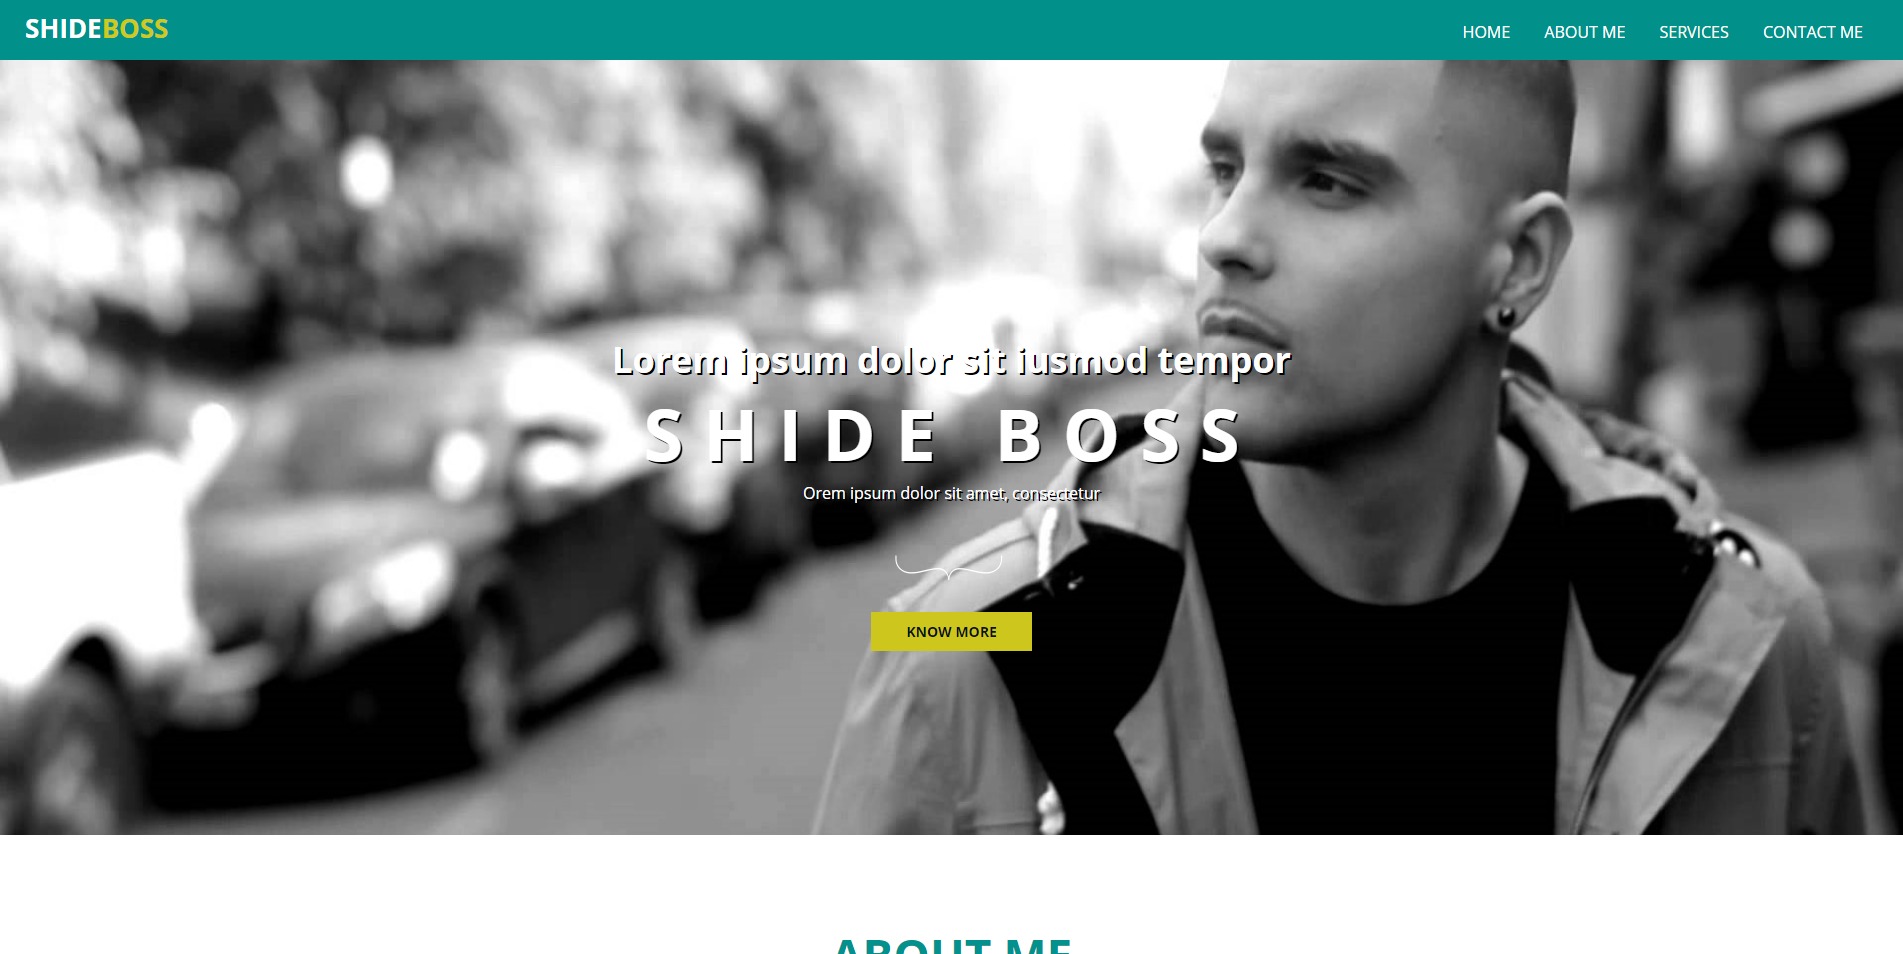 SHIDEBOSS
HOME ABOUT ME SERVICES CONTACT ME
Lorem ipsum dolor sit iusmod tempor
SHIDE BOSS
Orem ipsum dolor sit amet, consectetur
KNOW MORE
ABOUT ME